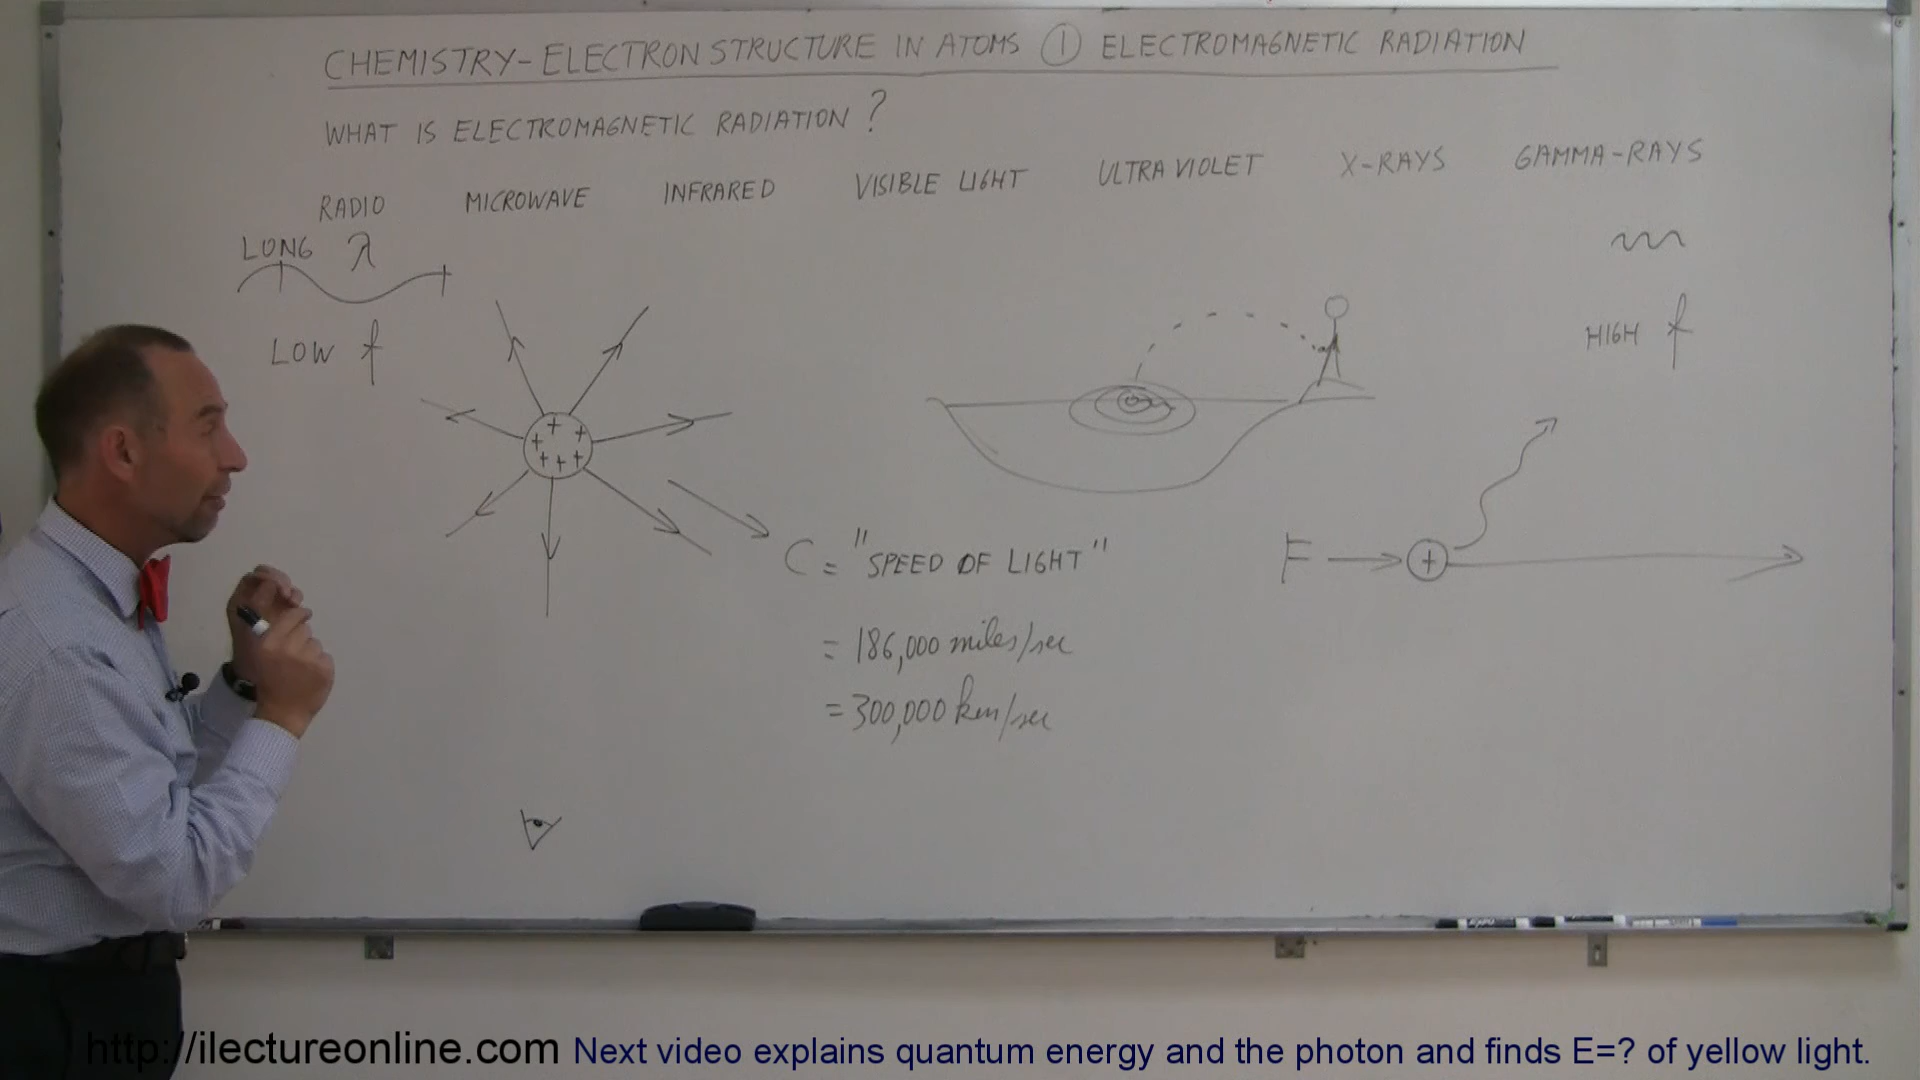 CHEMISTRY-ELECTRON STRUCTURE IN ATOMS ① ELECTROMAGNETIC RADIATION
WHAT IS ELECTROMAGNETIC RADIATION?
RADIO MICROWAVE INFRARED VISIBLE LIGHT ULTRA VIOLET X-RAYS GAMMA-RAYS
LONG λ
LOW f
HIGH f
+ + + + + + +
C = "SPEED OF LIGHT"
= 186,000 miles/sec
= 300,000 km/sec
F +
http://ilectureonline.com Next video explains quantum energy and the photon and finds E=? of yellow light.